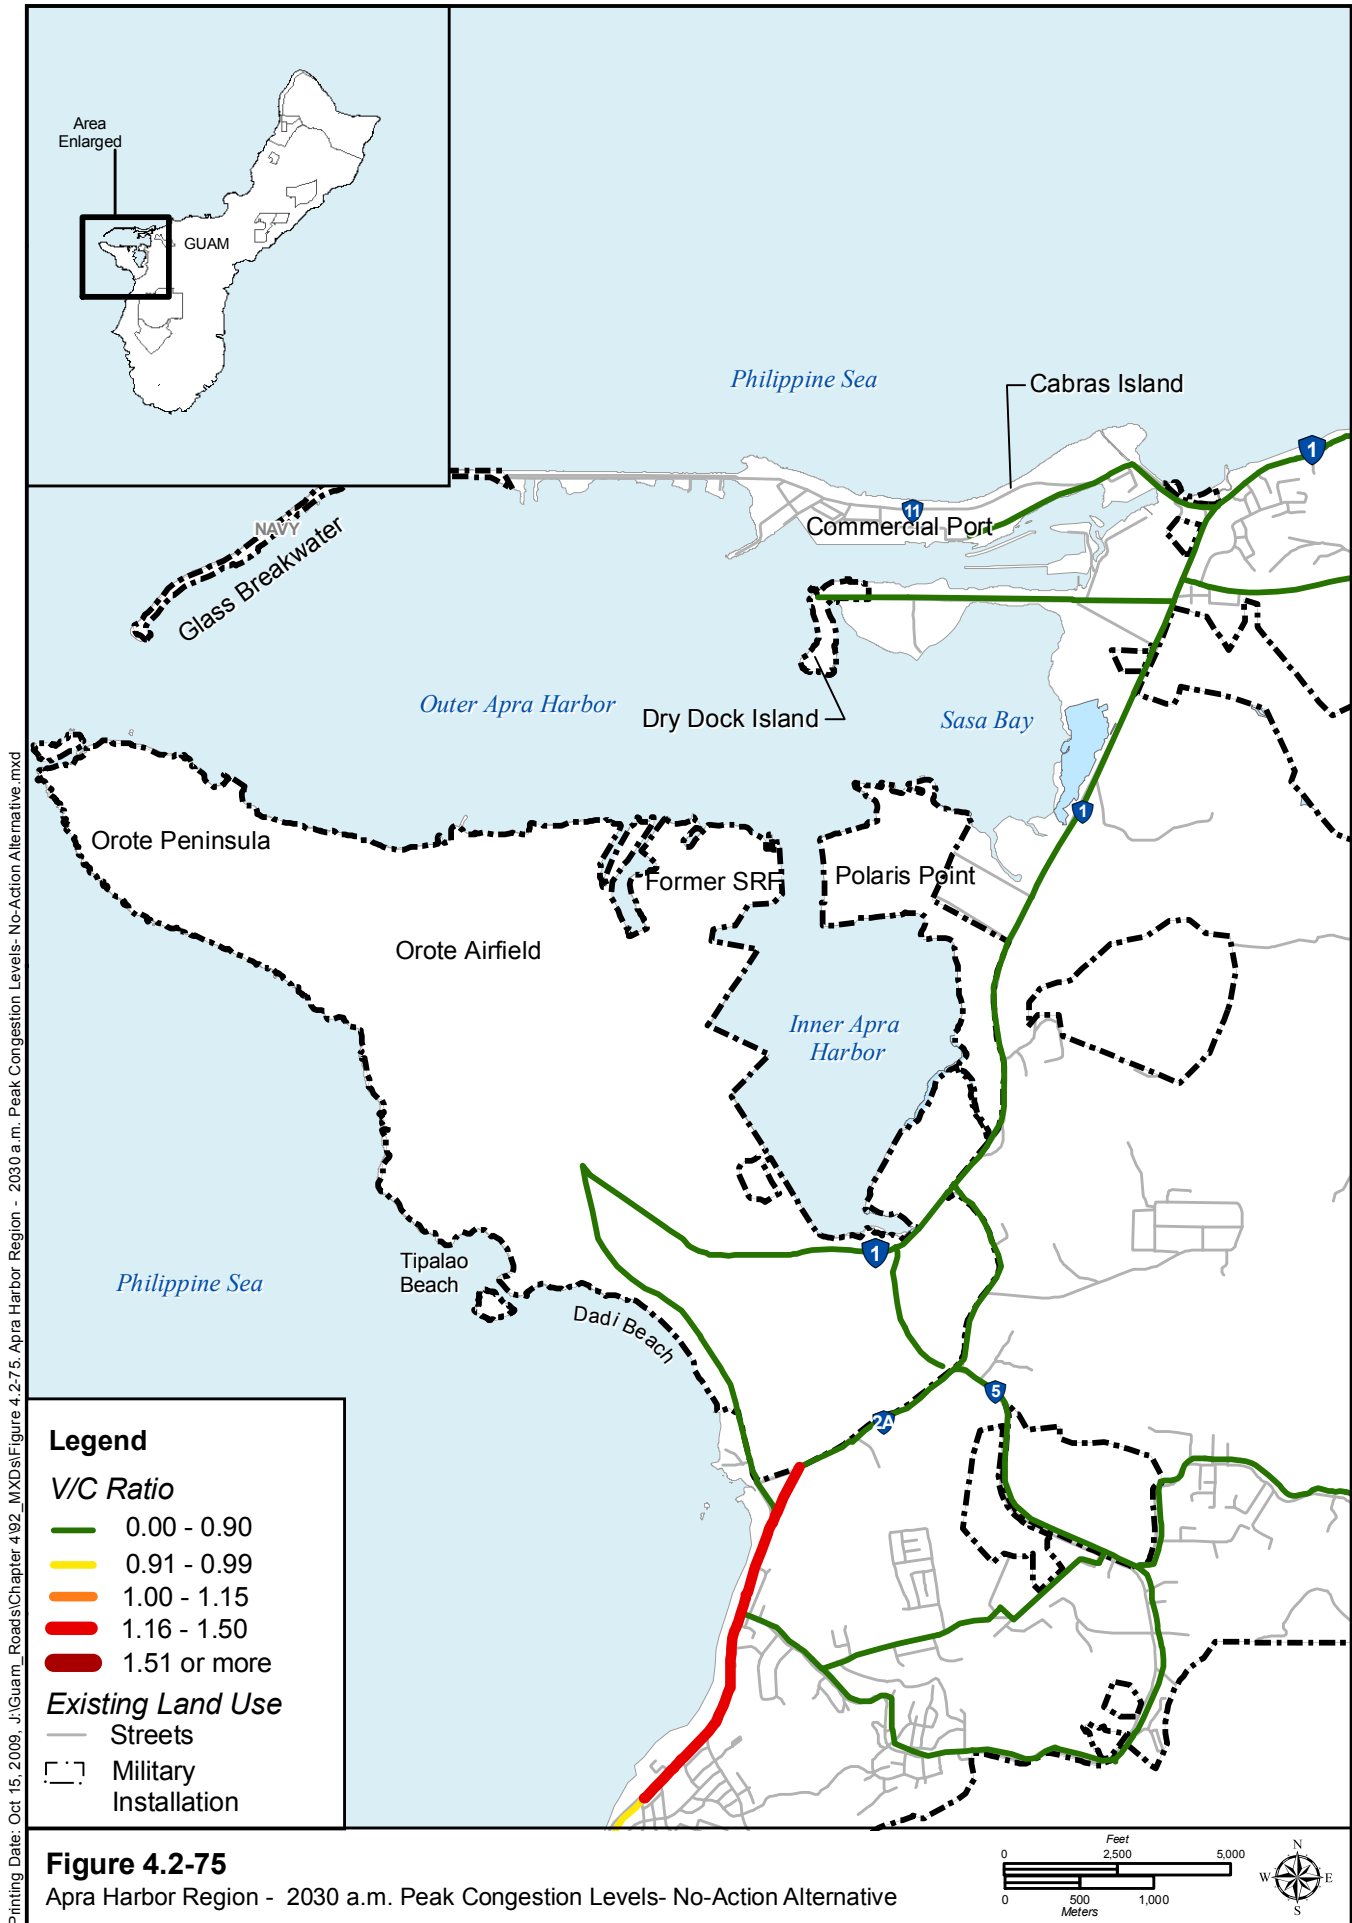 Area
Enlarged
GUAM
Philippine Sea
Cabras Island
1
11
Commercial Port
NAVY
Glass Breakwater
Outer Apra Harbor
Dry Dock Island
Sasa Bay
1
Orote Peninsula
Former SRF
Polaris Point
Orote Airfield
Inner Apra
Harbor
1
Tipalao
Beach
Philippine Sea
Dadi Beach
5
2A
Legend
V/C Ratio
0.00 - 0.90
0.91 - 0.99
1.00 - 1.15
1.16 - 1.50
1.51 or more
Existing Land Use
Streets
Military
Installation
Printing Date: Oct 15, 2009, J:\Guam_Roads\Chapter 4\92_MXDs\Figure 4.2-75. Apra Harbor Region - 2030 a.m. Peak Congestion Levels- No-Action Alternative.mxd
Figure 4.2-75
Apra Harbor Region - 2030 a.m. Peak Congestion Levels- No-Action Alternative
Feet
0 2,500 5,000
0 500 1,000
Meters
N
W E
S